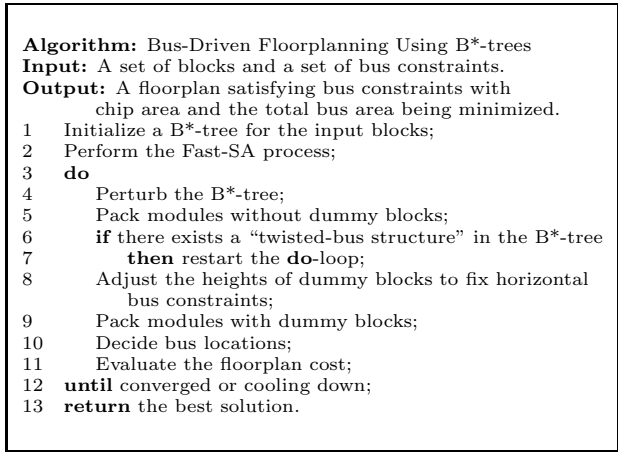 Algorithm: Bus-Driven Floorplanning Using B*-trees
Input: A set of blocks and a set of bus constraints.
Output: A floorplan satisfying bus constraints with
chip area and the total bus area being minimized.
1 Initialize a B*-tree for the input blocks;
2 Perform the Fast-SA process;
3 do
4 Perturb the B*-tree;
5 Pack modules without dummy blocks;
6 if there exists a “twisted-bus structure” in the B*-tree
7 then restart the do-loop;
8 Adjust the heights of dummy blocks to fix horizontal
bus constraints;
9 Pack modules with dummy blocks;
10 Decide bus locations;
11 Evaluate the floorplan cost;
12 until converged or cooling down;
13 return the best solution.